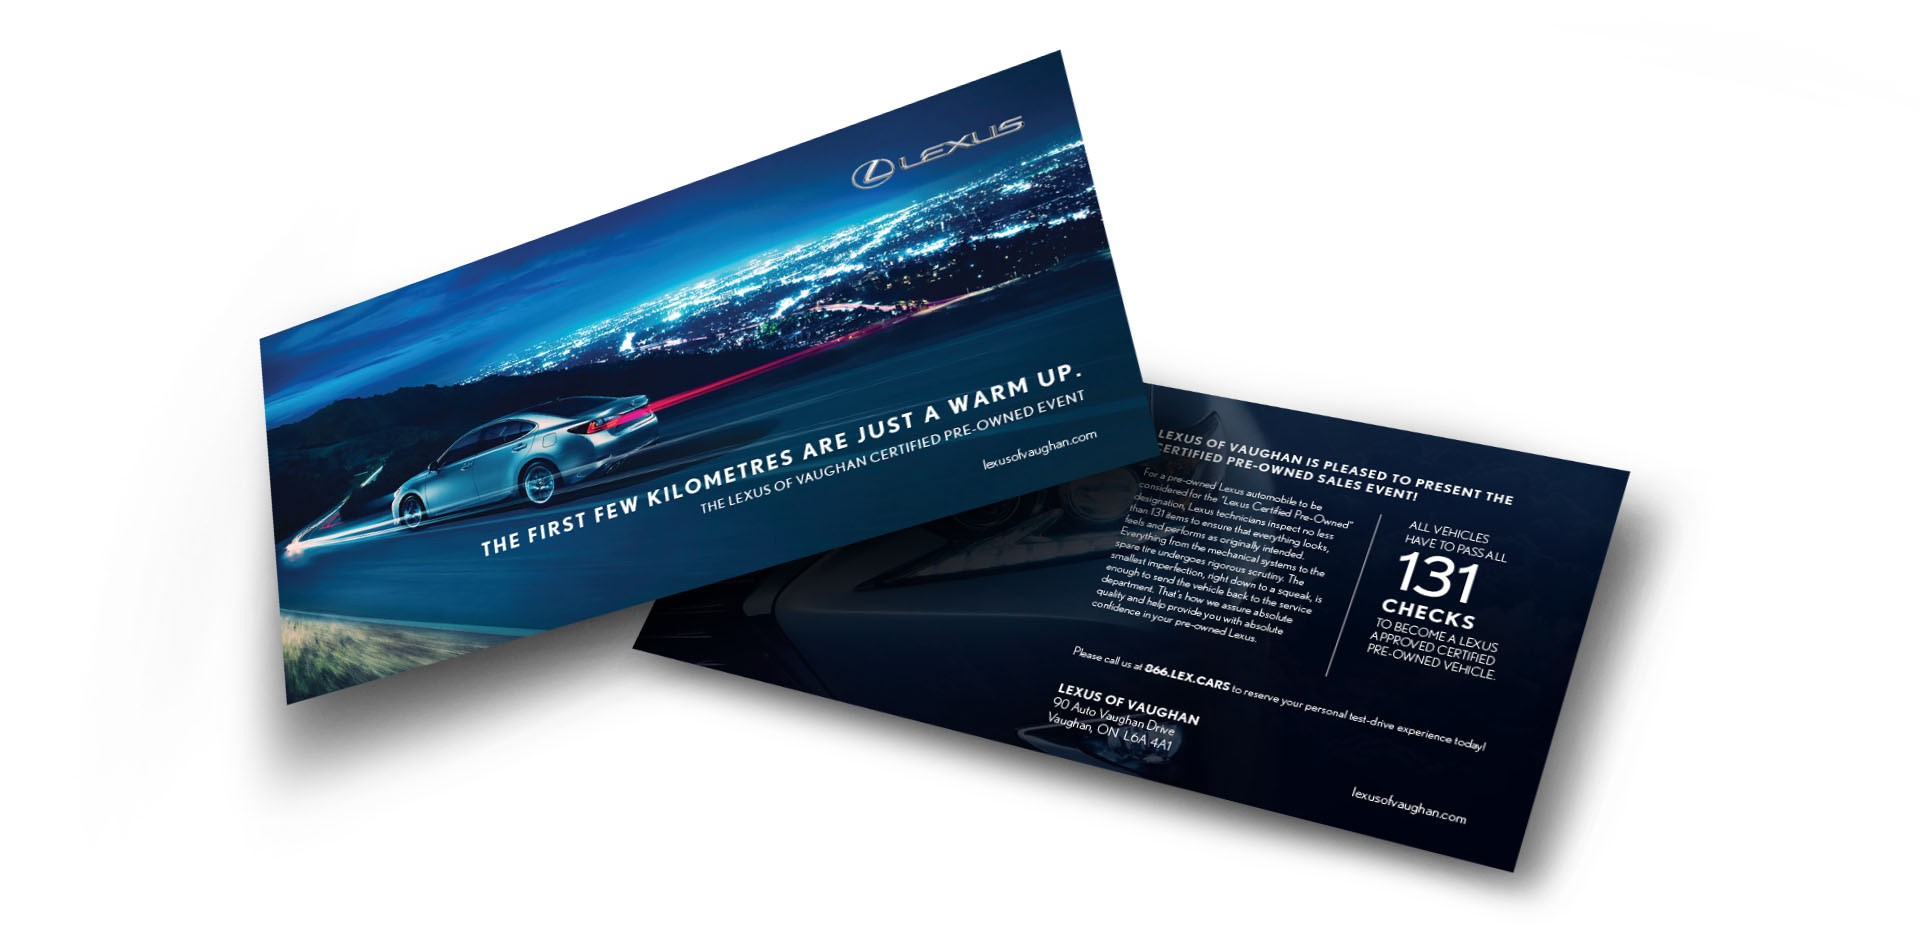 LEXUS
THE FIRST FEW KILOMETRES ARE JUST A WARM UP.
THE LEXUS OF VAUGHAN CERTIFIED PRE-OWNED EVENT
lexusofvaughan.com
LEXUS OF VAUGHAN IS PLEASED TO PRESENT THE
CERTIFIED PRE-OWNED SALES EVENT!
For a pre-owned Lexus automobile to be
considered for the "Lexus Certified Pre-Owned"
designation, Lexus technicians inspect no less
than 131 items to ensure that everything looks,
feels and performs as originally intended.
Everything from the mechanical systems to the
spare tire undergoes rigorous scrutiny. The
smallest imperfection, right down to a squeak, is
enough to send the vehicle back to the service
department. That's how we assure absolute
quality and help provide you with absolute
confidence in your pre-owned Lexus.
ALL VEHICLES
HAVE TO PASS ALL
131
CHECKS
TO BECOME A LEXUS
APPROVED CERTIFIED
PRE-OWNED VEHICLE.
Please call us at 866.LEX.CARS to reserve your personal test-drive experience today!
LEXUS OF VAUGHAN
90 Auto Vaughan Drive
Vaughan, ON L6A 4A1
lexusofvaughan.com